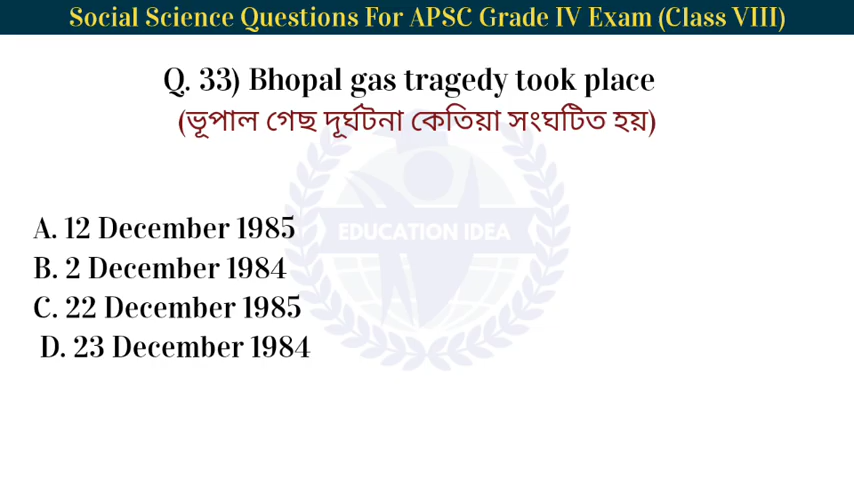 Social Science Questions For APSC Grade IV Exam (Class VIII)
Q. 33) Bhopal gas tragedy took place
(ভূপাল গেছ দূৰ্ঘটনা কেতিয়া সংঘটিত হয়)
EDUCATION IDEA
A. 12 December 1985
B. 2 December 1984
C. 22 December 1985
D. 23 December 1984